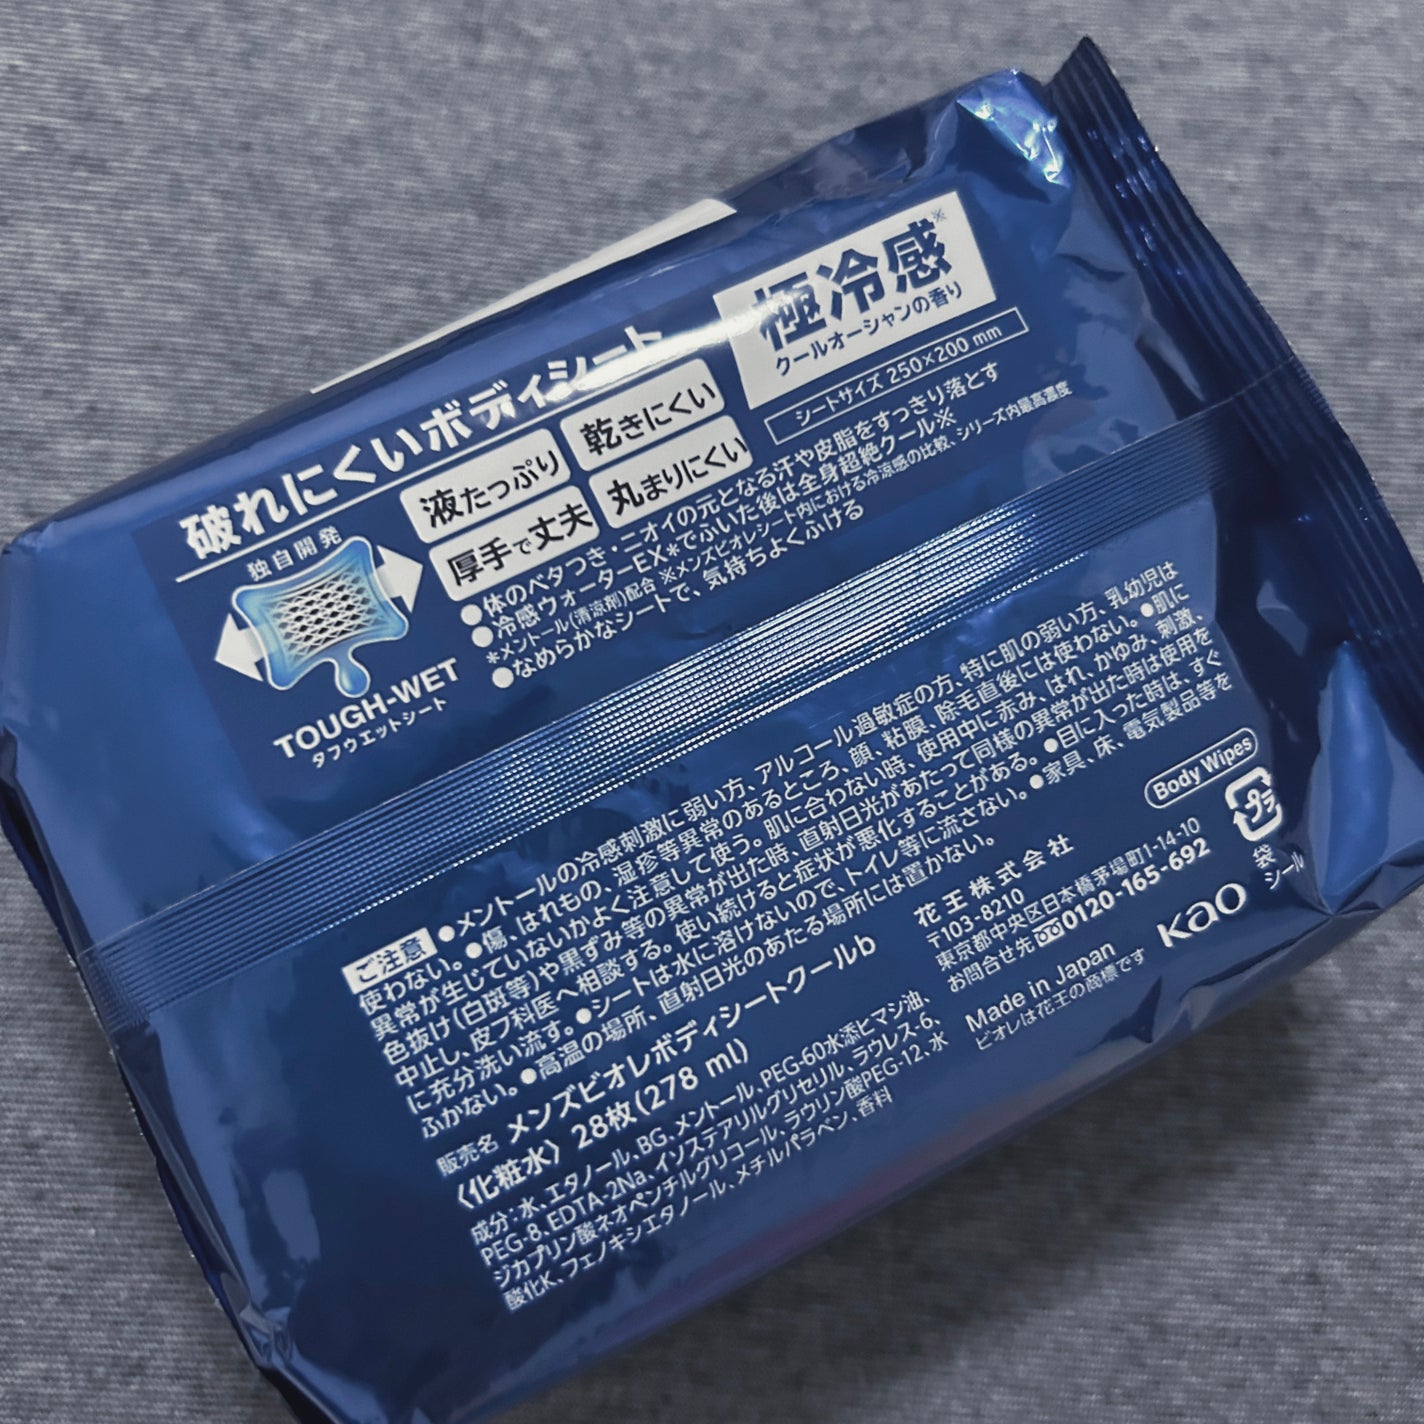 破れにくいボディシート
独自開発
TOUGH-WET
タフウエットシート
液たっぷり
乾きにくい
厚手で丈夫
丸まりにくい
極冷感※
クールオーシャンの香り
シートサイズ 250×200 mm
●体のベタつき・ニオイの元となる汗や皮脂をすっきり落とす
●冷感ウォーターEX*でふいた後は全身超絶クール※
*メントール(清涼剤)配合 ※メンズビオレシート内における冷涼感の比較、シリーズ内最高濃度
●なめらかなシートで、気持ちよくふける
ご注意 ●メントールの冷感刺激に弱い方、アルコール過敏症の方、特に肌の弱い方、乳幼児は
使わない。●傷、はれもの、湿疹等異常のあるところ、顔、粘膜、除毛直後には使わない。●肌に
異常が生じていないかよく注意して使う。肌に合わない時、使用中に赤み、はれ、かゆみ、刺激、
色抜け(白斑等)や黒ずみ等の異常が出た時、直射日光があたって同様の異常が出た時は使用を
中止し、皮フ科医へ相談する。使い続けると症状が悪化することがある。●目に入った時は、すぐ
に充分洗い流す。●シートは水に溶けないので、トイレ等に流さない。●家具、床、電気製品等を
ふかない。●高温の場所、直射日光のあたる場所には置かない。
販売名 メンズビオレボディシートクールb
〈化粧水〉 28枚(278 ml)
成分:水、エタノール、BG、メントール、PEG-60水添ヒマシ油、
PEG-8、EDTA-2Na、イソステアリルグリセリル、ラウレス-6、
ジカプリン酸ネオペンチルグリコール、ラウリン酸PEG-12、水
酸化K、フェノキシエタノール、メチルパラベン、香料
Body Wipes
プラ
袋
シール
花王株式会社
〒103-8210
東京都中央区日本橋茅場町1-14-10
お問合せ先 0120-165-692
Made in Japan
ビオレは花王の商標です
Kao